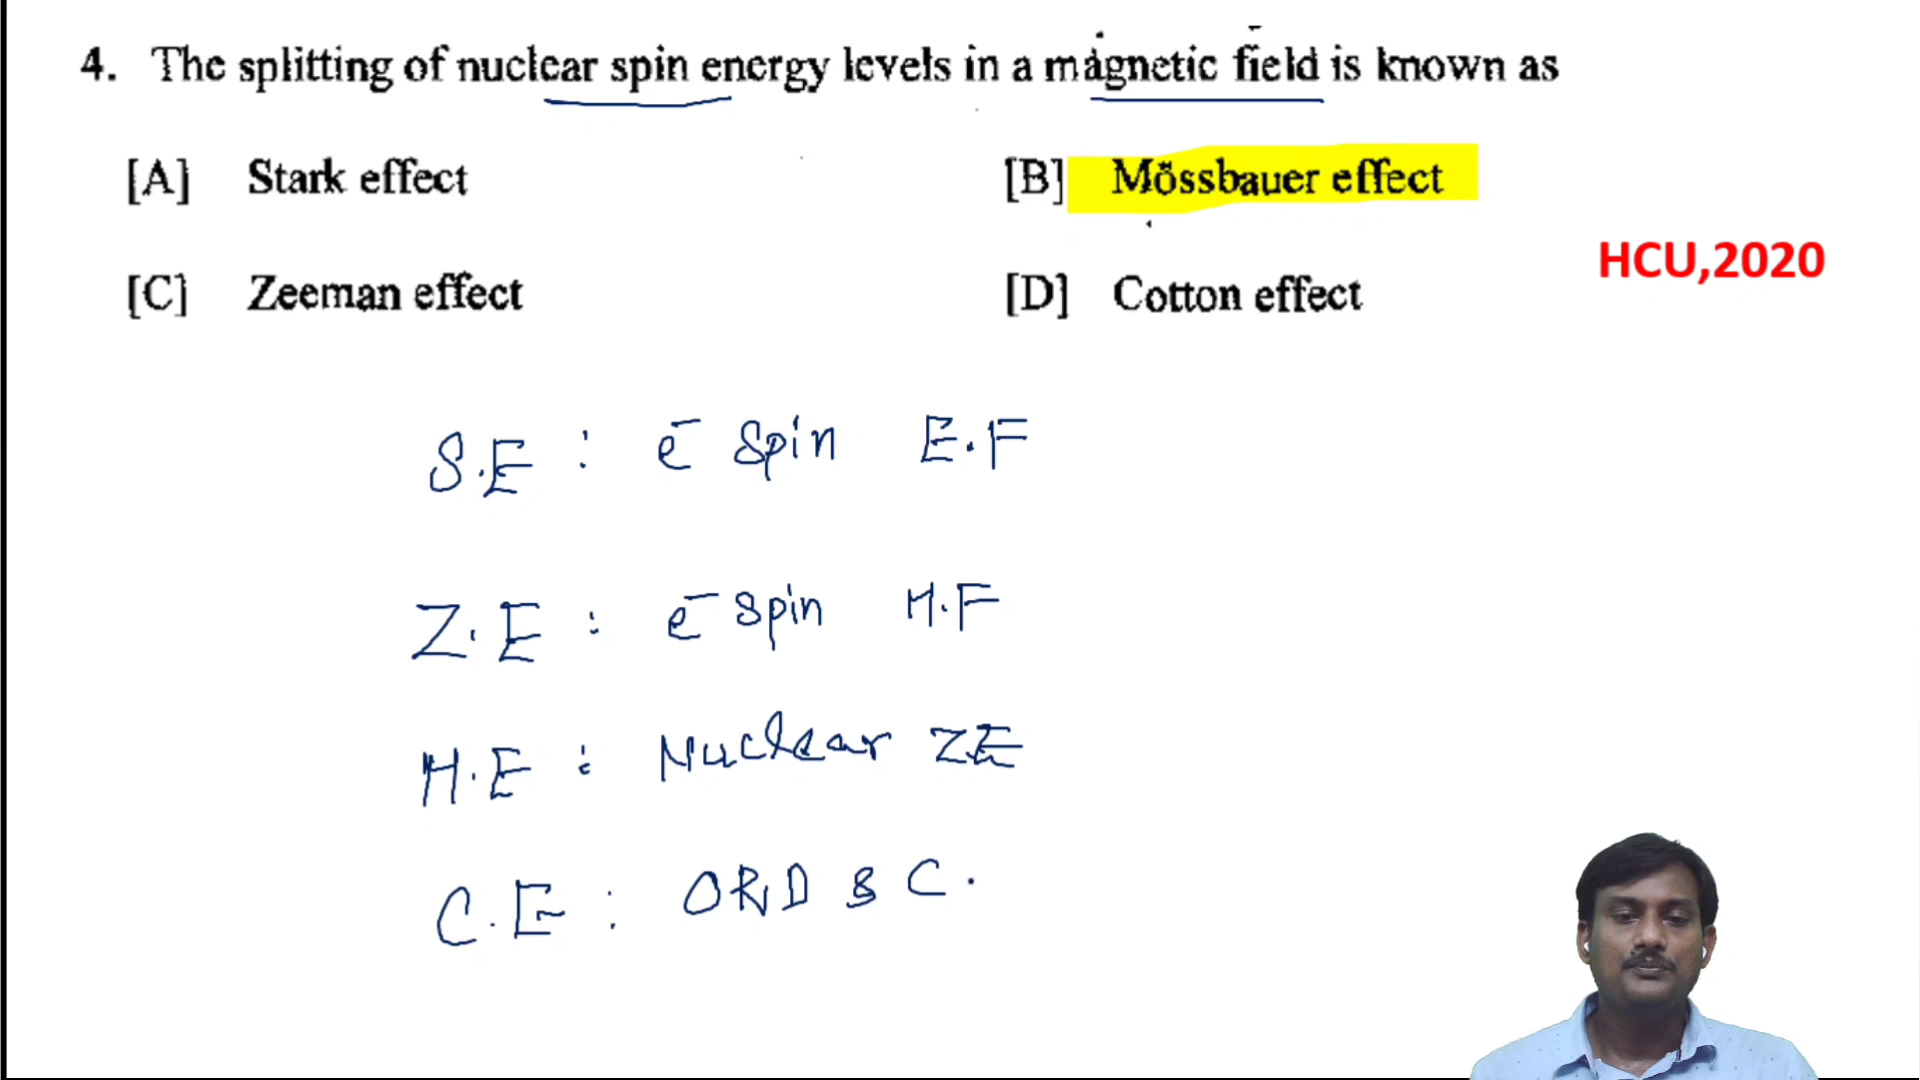 4. The splitting of nuclear spin energy levels in a magnetic field is known as
[A] Stark effect [B] Mössbauer effect
HCU,2020
[C] Zeeman effect [D] Cotton effect
S.E : e⁻ spin E.F
Z.E : e⁻ spin M.F
M.E : Nuclear ZE
C.E : ORD & C.